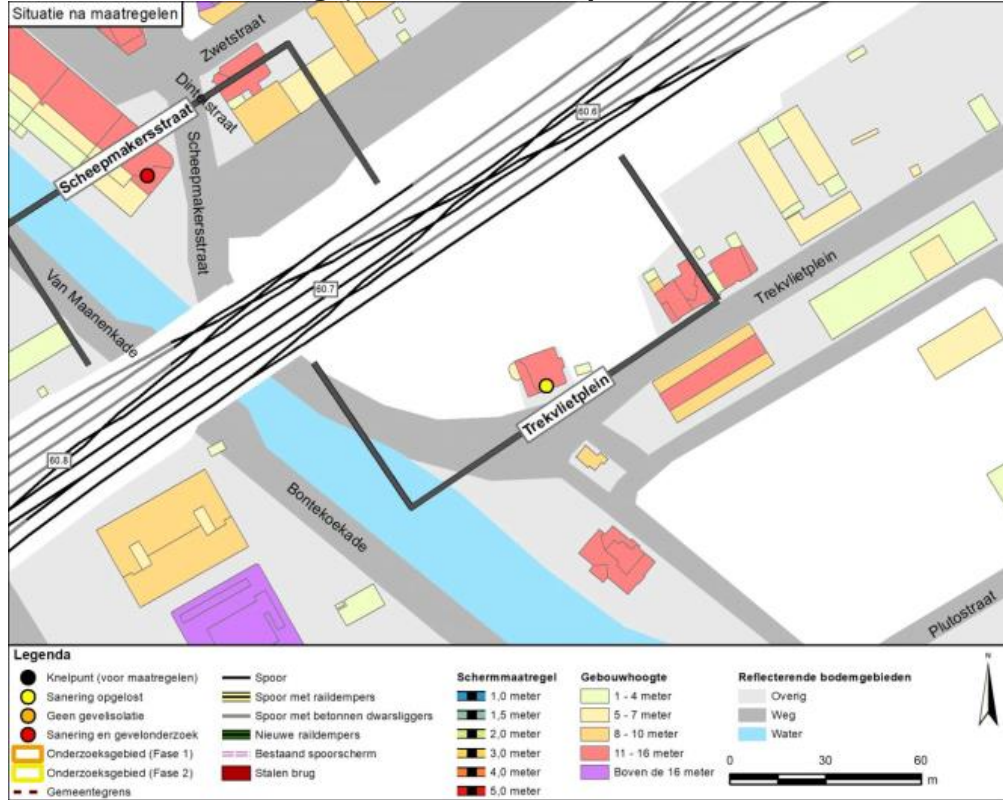 Situatie na maatregelen
Zwetstraat
Dintelstraat
Scheepmakersstraat
Scheepmakersstraat
Van Maanenkade
60.6
60.7
60.8
Trekvlietplein
Trekvlietplein
Bontekoekade
Plutostraat
Legenda
Knelpunt (voor maatregelen)
Sanering opgelost
Geen gevelisolatie
Sanering en gevelonderzoek
Onderzoeksgebied (Fase 1)
Onderzoeksgebied (Fase 2)
Gemeentegrens
Spoor
Spoor met raildempers
Spoor met betonnen dwarsliggers
Nieuwe raildempers
Bestaand spoorscherm
Stalen brug
Schermmaatregel
1,0 meter
1,5 meter
2,0 meter
3,0 meter
4,0 meter
5,0 meter
Gebouwhoogte
1 - 4 meter
5 - 7 meter
8 - 10 meter
11 - 16 meter
Boven de 16 meter
Reflecterende bodemgebieden
Overig
Weg
Water
N
0 30 60
m